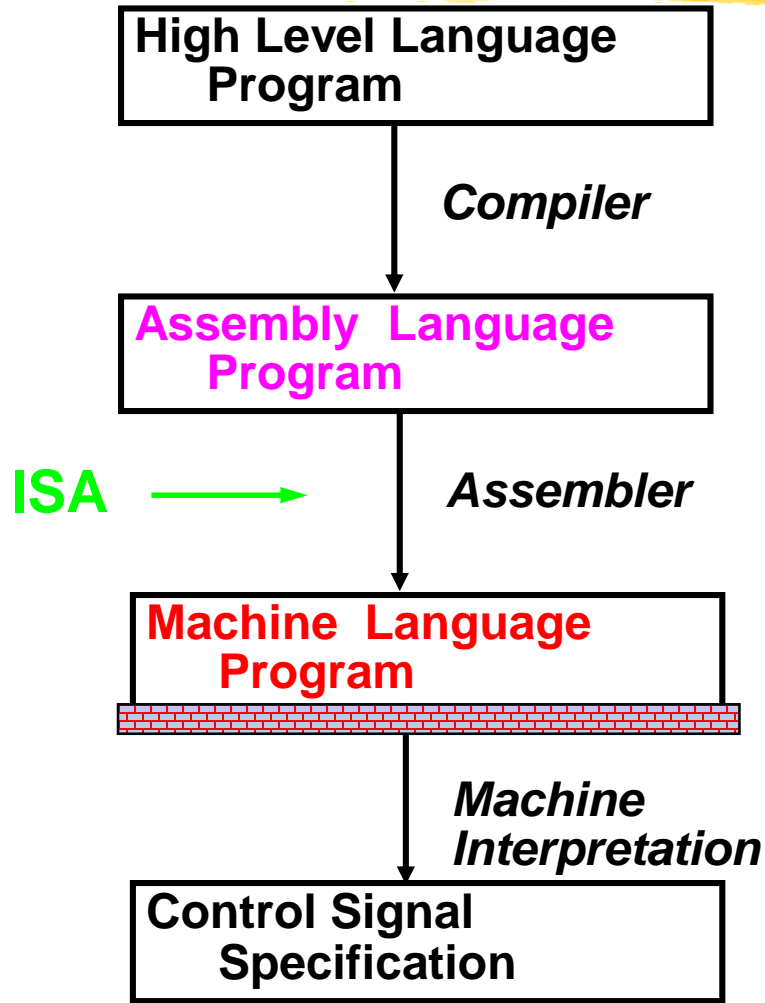 High Level Language
Program
Compiler
Assembly Language
Program
ISA
Assembler
Machine Language
Program
Machine
Interpretation
Control Signal
Specification